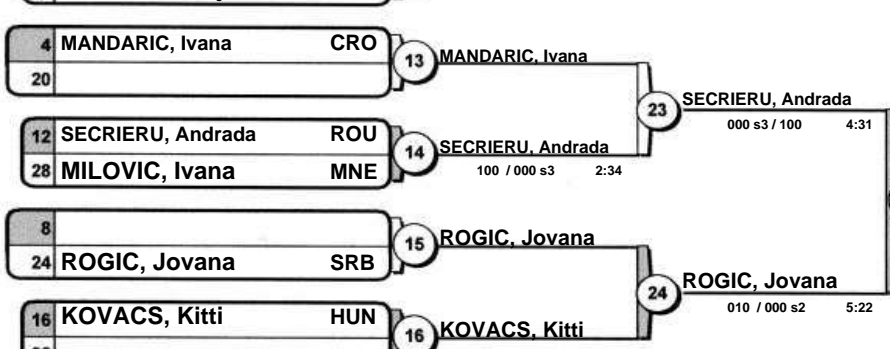 4 MANDARIC, Ivana CRO
20
13 MANDARIC, Ivana
12 SECRIERU, Andrada ROU
28 MILOVIC, Ivana MNE
14 SECRIERU, Andrada
100 / 000 s3 2:34
23 SECRIERU, Andrada
000 s3 / 100 4:31
8
24 ROGIC, Jovana SRB
15 ROGIC, Jovana
16 KOVACS, Kitti HUN
16 KOVACS, Kitti
24 ROGIC, Jovana
010 / 000 s2 5:22